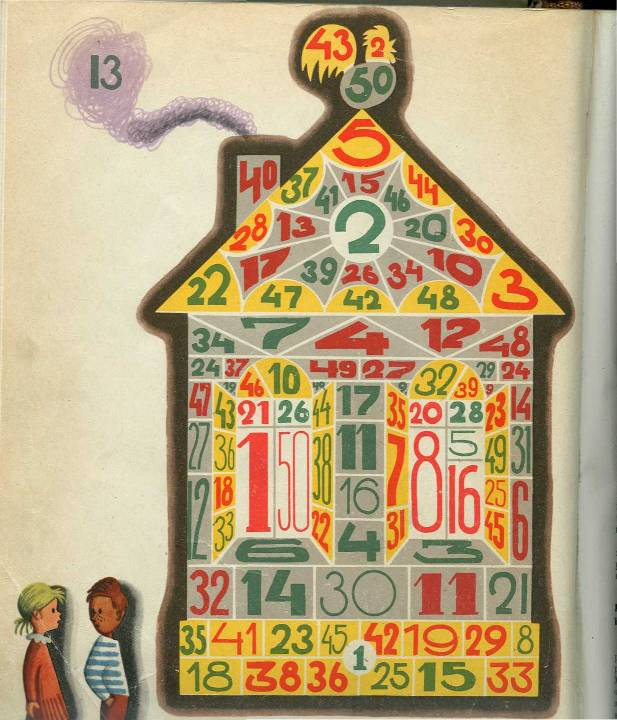 43 2
13
50
5
40 37 15 44
41 46
28 13 2 20 30
17 39 26 34 10
22 47 42 48 3
34 7 4 12 48
24 37 49 27 29 24
46 10 32 39 9
47 43 21 26 44 17 35 20 28 23 14
27 36 1 50 38 11 7 8 5 49 31
12 18 16 16 25 6
33 22 4 31 45
6 3
32 14 30 11 21
35 41 23 45 42 19 29 8
1
18 38 36 25 15 33